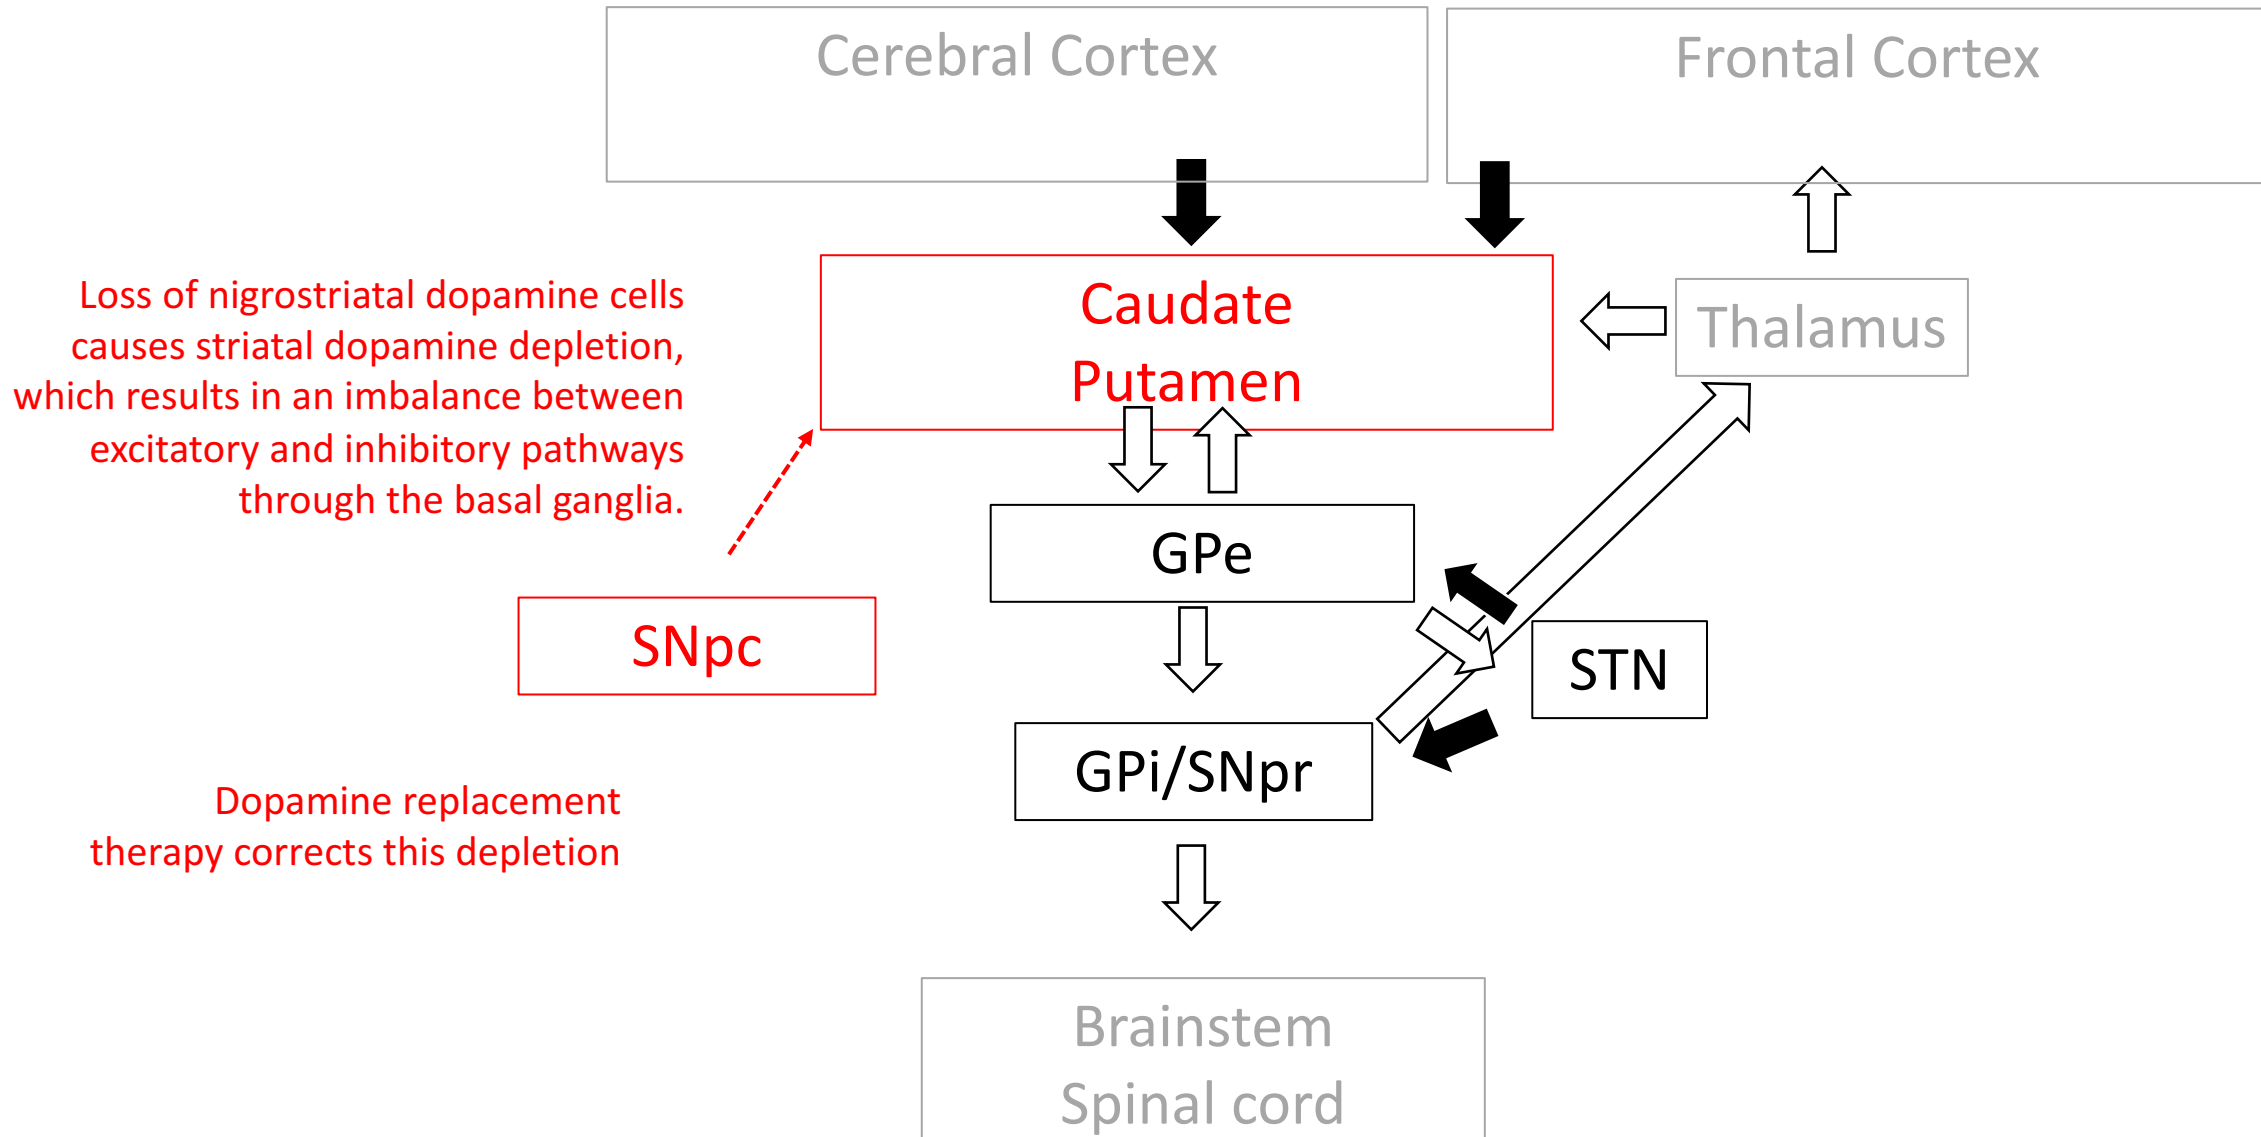 Cerebral Cortex
Frontal Cortex
Loss of nigrostriatal dopamine cells
causes striatal dopamine depletion,
which results in an imbalance between
excitatory and inhibitory pathways
through the basal ganglia.
Caudate
Putamen
Thalamus
GPe
SNpc
STN
GPi/SNpr
Dopamine replacement
therapy corrects this depletion
Brainstem
Spinal cord